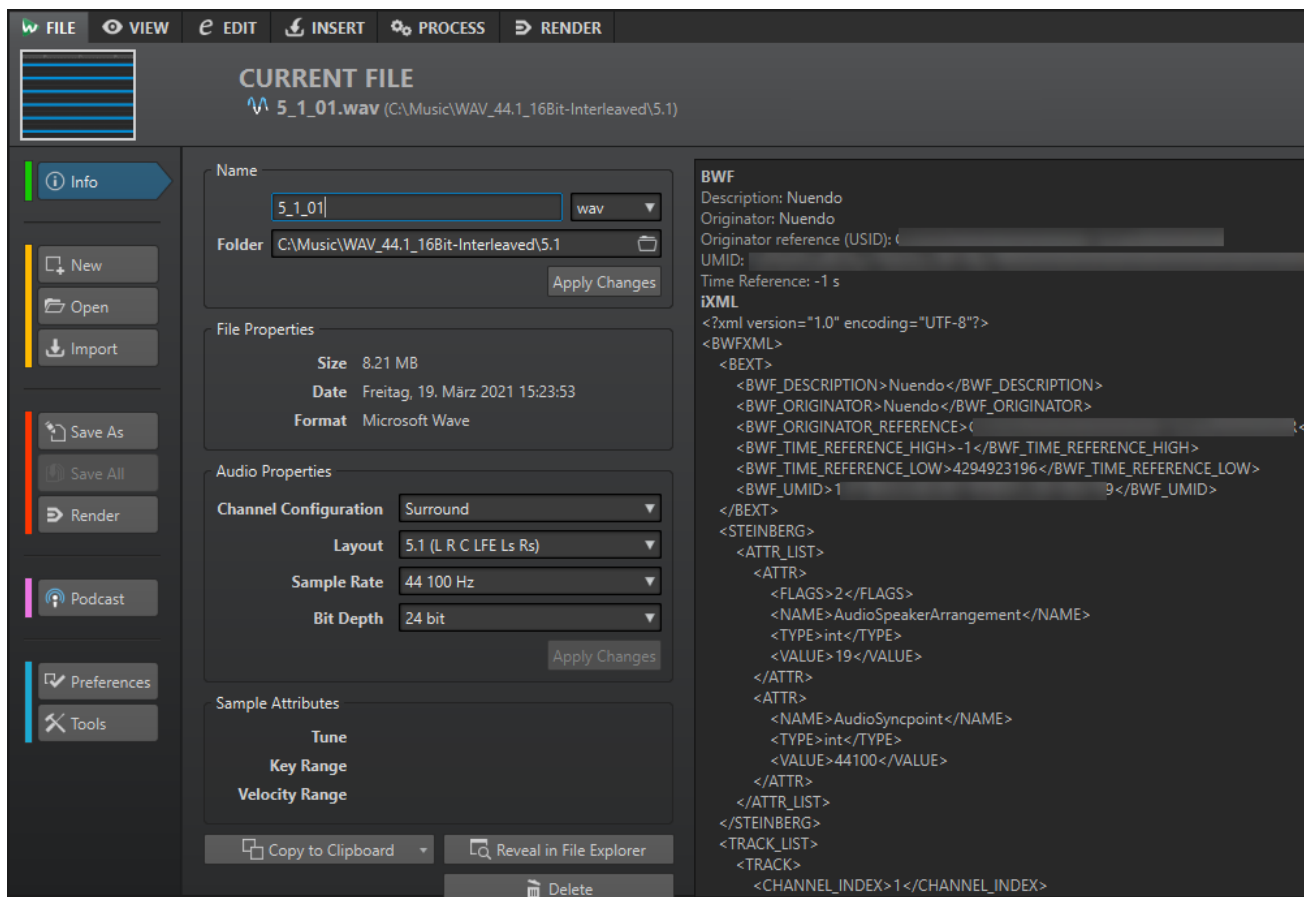 FILE VIEW EDIT INSERT PROCESS RENDER
CURRENT FILE
5_1_01.wav (C:\Music\WAV_44.1_16Bit-Interleaved\5.1)
Info
New
Open
Import
Save As
Save All
Render
Podcast
Preferences
Tools
Name
5_1_01 wav
Folder C:\Music\WAV_44.1_16Bit-Interleaved\5.1
Apply Changes
File Properties
Size 8.21 MB
Date Freitag, 19. März 2021 15:23:53
Format Microsoft Wave
Audio Properties
Channel Configuration Surround
Layout 5.1 (L R C LFE Ls Rs)
Sample Rate 44 100 Hz
Bit Depth 24 bit
Apply Changes
Sample Attributes
Tune
Key Range
Velocity Range
Copy to Clipboard Reveal in File Explorer
Delete
BWF
Description: Nuendo
Originator: Nuendo
Originator reference (USID):
UMID:
Time Reference: -1 s
iXML
<?xml version="1.0" encoding="UTF-8"?>
<BWFXML>
<BEXT>
<BWF_DESCRIPTION>Nuendo</BWF_DESCRIPTION>
<BWF_ORIGINATOR>Nuendo</BWF_ORIGINATOR>
<BWF_ORIGINATOR_REFERENCE>
<BWF_TIME_REFERENCE_HIGH>-1</BWF_TIME_REFERENCE_HIGH>
<BWF_TIME_REFERENCE_LOW>4294923196</BWF_TIME_REFERENCE_LOW>
<BWF_UMID>1 9</BWF_UMID>
</BEXT>
<STEINBERG>
<ATTR_LIST>
<ATTR>
<FLAGS>2</FLAGS>
<NAME>AudioSpeakerArrangement</NAME>
<TYPE>int</TYPE>
<VALUE>19</VALUE>
</ATTR>
<ATTR>
<NAME>AudioSyncpoint</NAME>
<TYPE>int</TYPE>
<VALUE>44100</VALUE>
</ATTR>
</ATTR_LIST>
</STEINBERG>
<TRACK_LIST>
<TRACK>
<CHANNEL_INDEX>1</CHANNEL_INDEX>